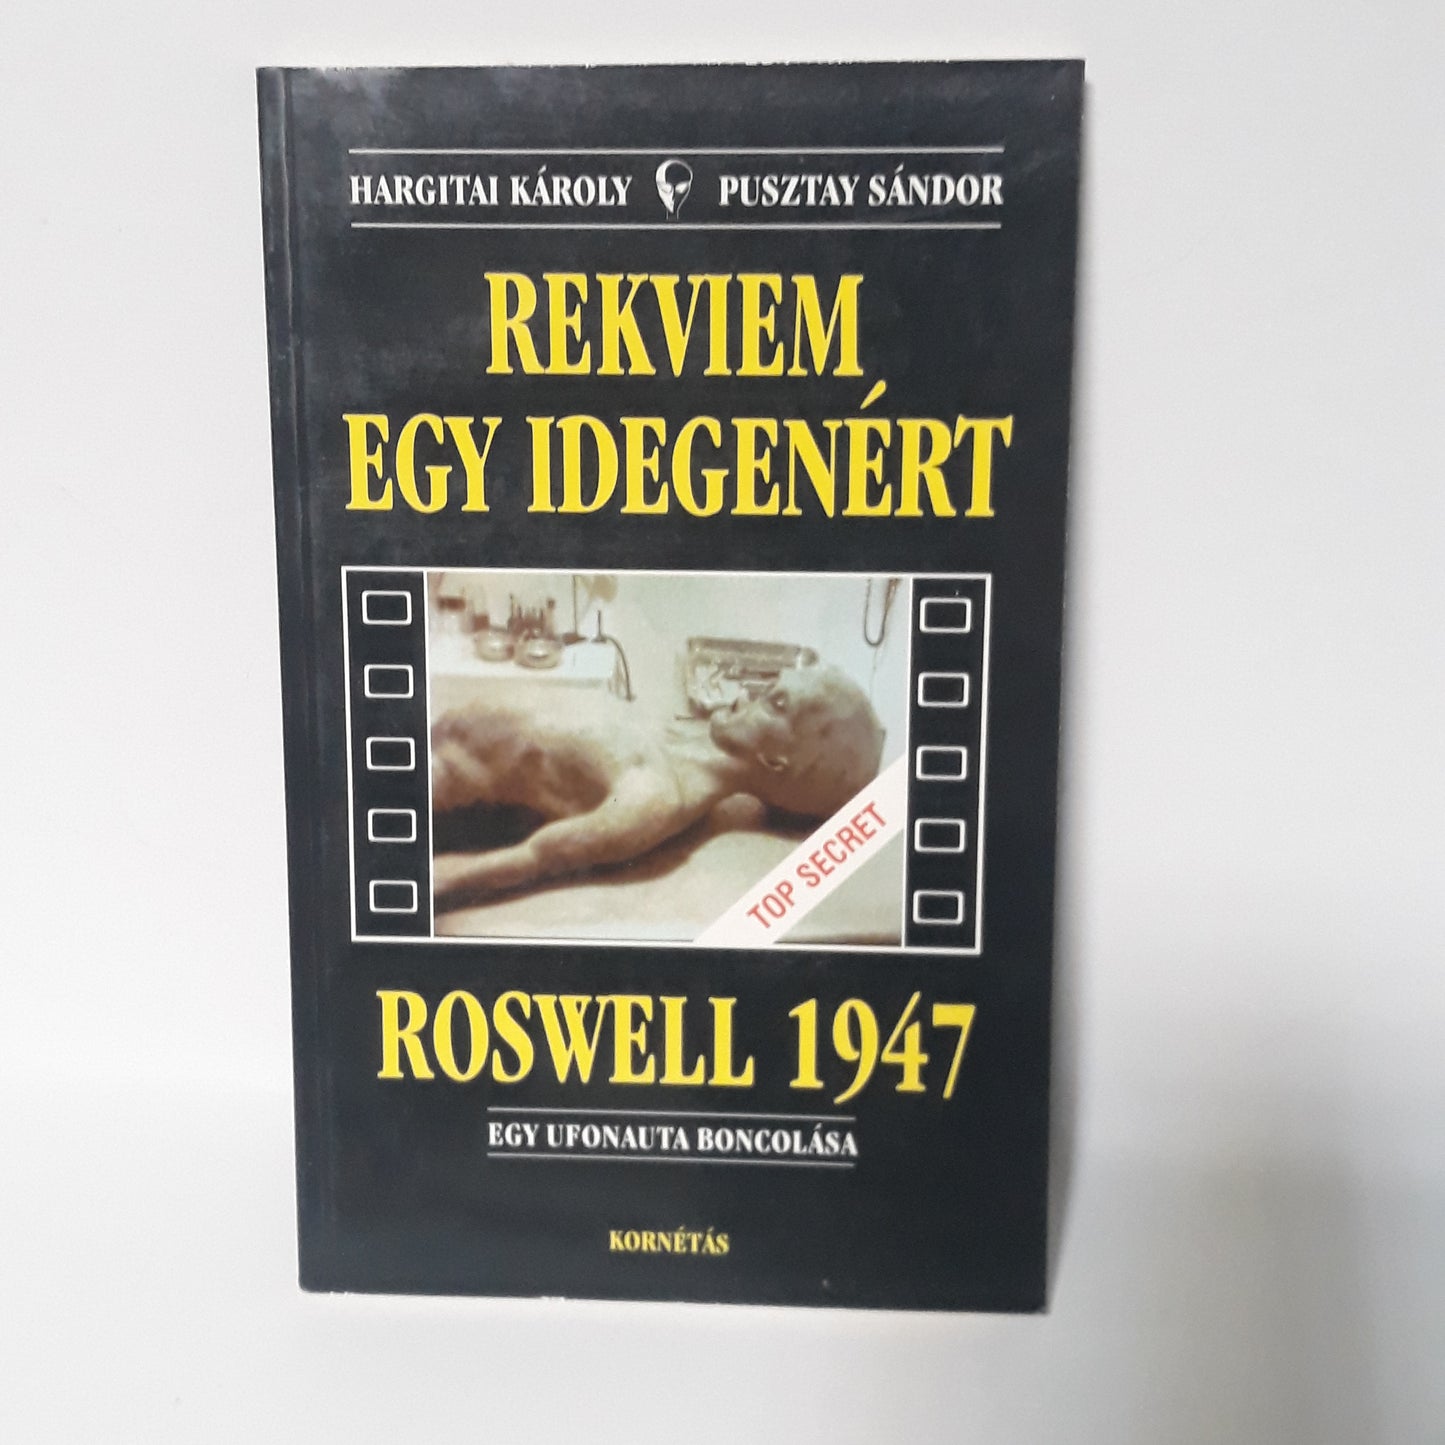 HARGITAI KÁROLY PUSZTAY SÁNDOR
REKVIEM
EGY IDEGENÉRT
TOP SECRET
ROSWELL 1947
EGY UFONAUTA BONCOLÁSA
KORNÉTÁS